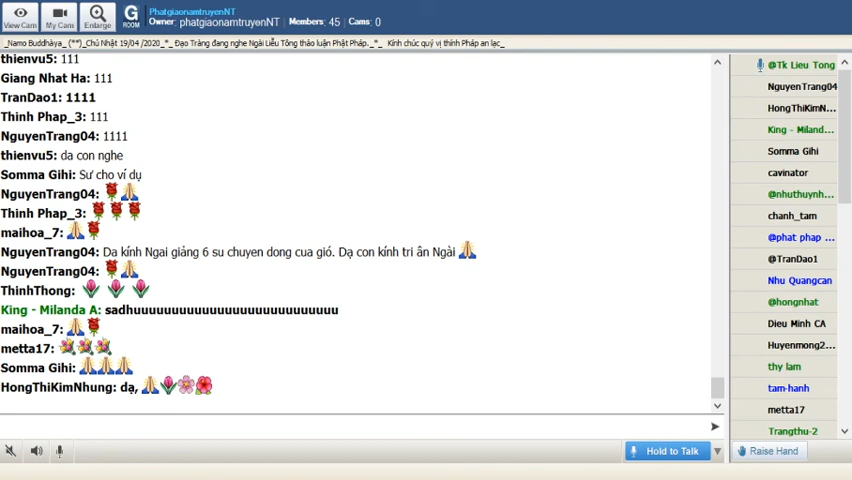 View Cam
My Cams
Enlarge
G
ROOM
PhatgiaonamtruyenNT
Owner: phatgiaonamtruyenNT Members: 45 Cams: 0
_Namo Buddhàya_ (**)_Chủ Nhật 19/04 /2020_*_ Đạo Tràng đang nghe Ngài Liễu Tông thảo luận Phật Pháp._*_ Kính chúc quý vị thính Pháp an lạc_
thienvu5: 111
Giang Nhat Ha: 111
TranDao1: 1111
Thinh Phap_3: 111
NguyenTrang04: 1111
thienvu5: da con nghe
Somma Gihi: Sư cho ví dụ
NguyenTrang04: 🌹🙏
Thinh Phap_3: 🌹🌹🌹
maihoa_7: 🙏🌹
NguyenTrang04: Da kính Ngai giảng 6 su chuyen dong cua gió. Dạ con kính tri ân Ngài 🙏
NguyenTrang04: 🌹🙏
ThinhThong: 🌷 🌷 🌷
King - Milanda A: sadhuuuuuuuuuuuuuuuuuuuuuuuuuuu
maihoa_7: 🙏🌹
metta17: 💐💐💐
Somma Gihi: 🙏🙏🙏
HongThiKimNhung: dạ, 🙏🌷🌸🌺
Hold to Talk
@Tk Lieu Tong
NguyenTrang04
HongThiKimN...
King - Miland...
Somma Gihi
cavinator
@nhuthuynh...
chanh_tam
@phat phap ...
@TranDao1
Nhu Quangcan
@hongnhat
Dieu Minh CA
Huyenmong2...
thy lam
tam-hanh
metta17
Trangthu-2
Raise Hand